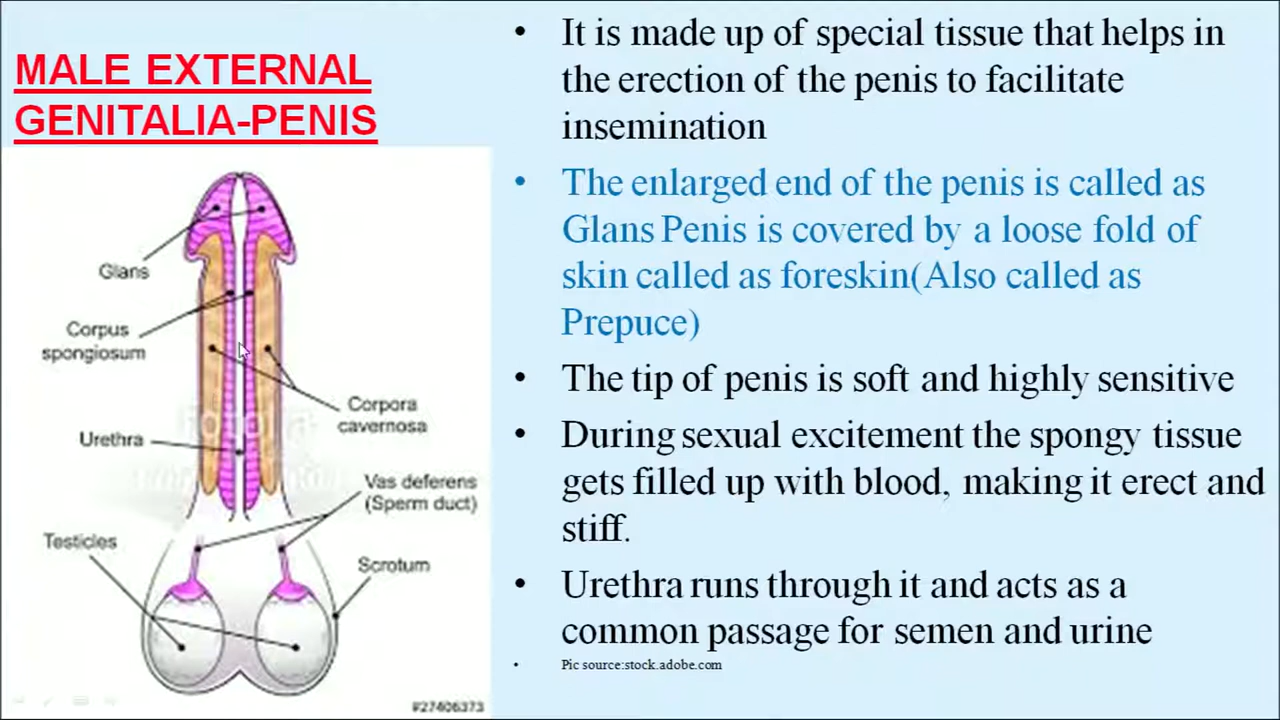 MALE EXTERNAL
GENITALIA-PENIS
Glans
Corpus
spongiosum
Corpora
cavernosa
Urethra
Vas deferens
(Sperm duct)
Testicles
Scrotum
#27406373
• It is made up of special tissue that helps in
the erection of the penis to facilitate
insemination
• The enlarged end of the penis is called as
Glans Penis is covered by a loose fold of
skin called as foreskin(Also called as
Prepuce)
• The tip of penis is soft and highly sensitive
• During sexual excitement the spongy tissue
gets filled up with blood, making it erect and
stiff.
• Urethra runs through it and acts as a
common passage for semen and urine
• Pic source:stock.adobe.com